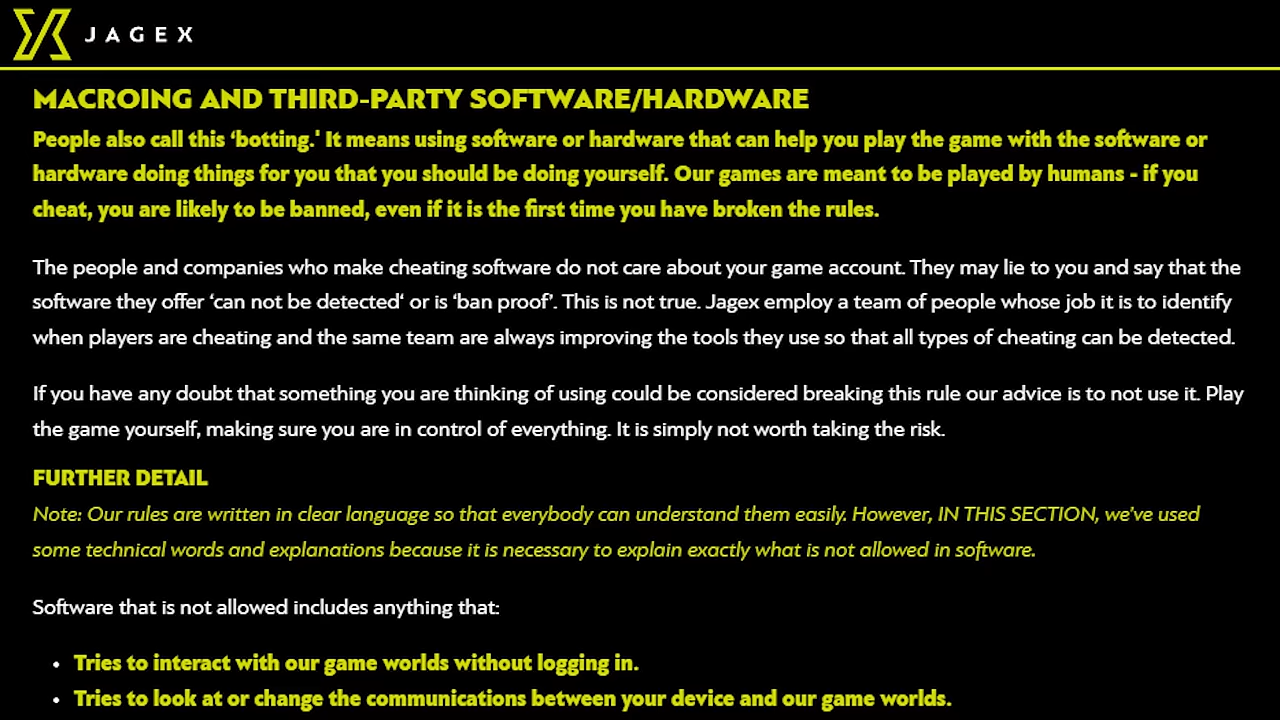 JAGEX
MACROING AND THIRD-PARTY SOFTWARE/HARDWARE
People also call this ‘botting.' It means using software or hardware that can help you play the game with the software or
hardware doing things for you that you should be doing yourself. Our games are meant to be played by humans - if you
cheat, you are likely to be banned, even if it is the first time you have broken the rules.
The people and companies who make cheating software do not care about your game account. They may lie to you and say that the
software they offer ‘can not be detected‘ or is ‘ban proof’. This is not true. Jagex employ a team of people whose job it is to identify
when players are cheating and the same team are always improving the tools they use so that all types of cheating can be detected.
If you have any doubt that something you are thinking of using could be considered breaking this rule our advice is to not use it. Play
the game yourself, making sure you are in control of everything. It is simply not worth taking the risk.
FURTHER DETAIL
Note: Our rules are written in clear language so that everybody can understand them easily. However, IN THIS SECTION, we’ve used
some technical words and explanations because it is necessary to explain exactly what is not allowed in software.
Software that is not allowed includes anything that:
• Tries to interact with our game worlds without logging in.
• Tries to look at or change the communications between your device and our game worlds.